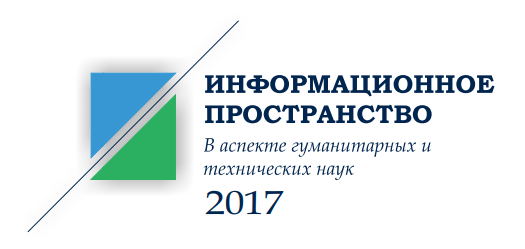 ИНФОРМАЦИОННОЕ
ПРОСТРАНСТВО
В аспекте гуманитарных и
технических наук
2017